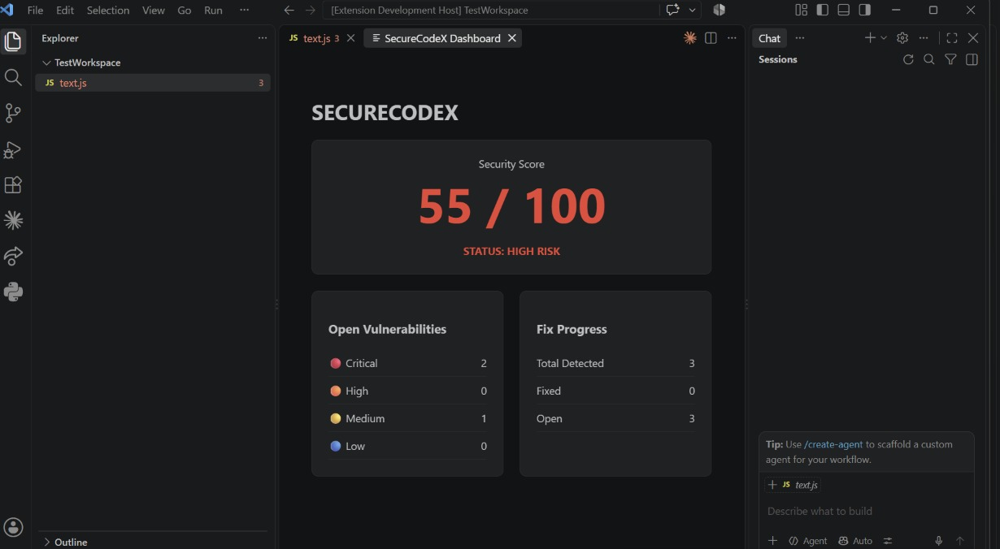 File Edit Selection View Go Run ··· [Extension Development Host] TestWorkspace
Explorer ···
TestWorkspace
JS text.js 3
Outline
JS text.js 3 SecureCodeX Dashboard
SECURECODEX
Security Score
55 / 100
STATUS: HIGH RISK
Open Vulnerabilities
Critical 2
High 0
Medium 1
Low 0
Fix Progress
Total Detected 3
Fixed 0
Open 3
Chat ···
Sessions
Tip: Use /create-agent to scaffold a custom
agent for your workflow.
JS text.js
Describe what to build
Agent Auto